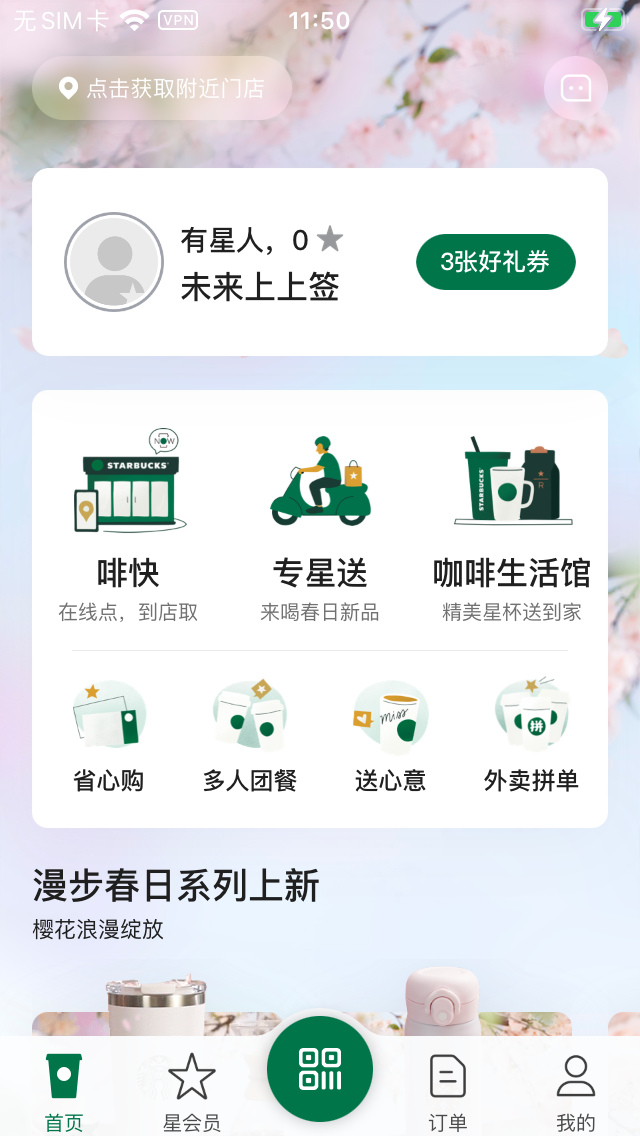 无SIM卡 VPN 11:50
点击获取附近门店
有星人，0
未来上上签
3张好礼券
NOW
STARBUCKS
STARBUCKS
R
啡快 专星送 咖啡生活馆
在线点，到店取 来喝春日新品 精美星杯送到家
miss
拼
省心购 多人团餐 送心意 外卖拼单
漫步春日系列上新
樱花浪漫绽放
首页 星会员 订单 我的